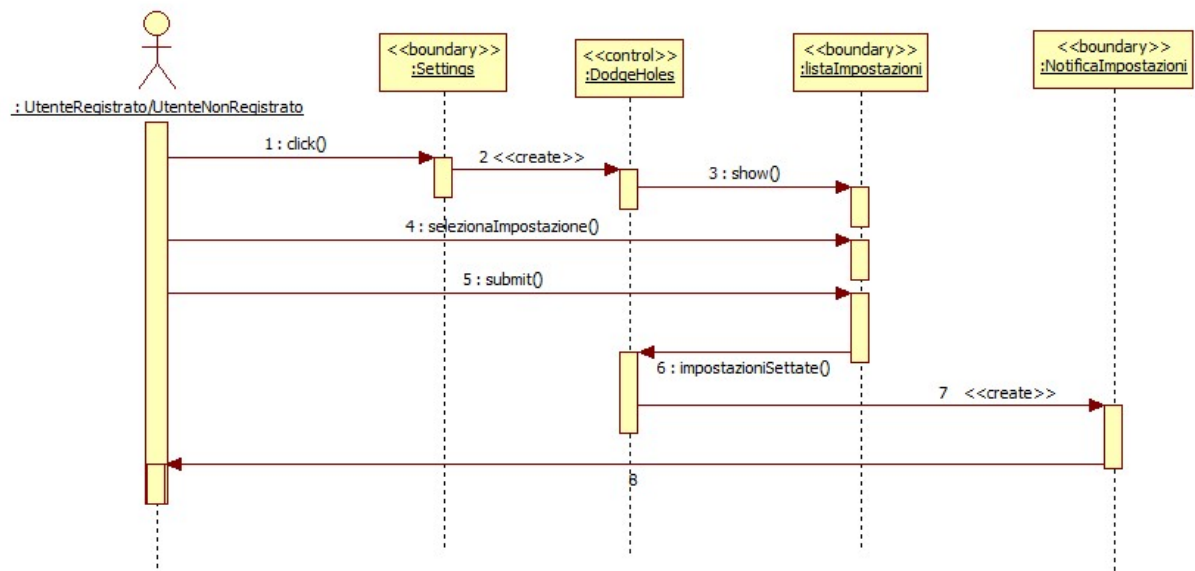 <<boundary>>
:Settings
<<control>>
:DodgeHoles
<<boundary>>
:listaImpostazioni
<<boundary>>
:NotificaImpostazioni
: UtenteRegistrato/UtenteNonRegistrato
1 : click()
2 <<create>>
3 : show()
4 : selezionaImpostazione()
5 : submit()
6 : impostazioniSettate()
7 <<create>>
8